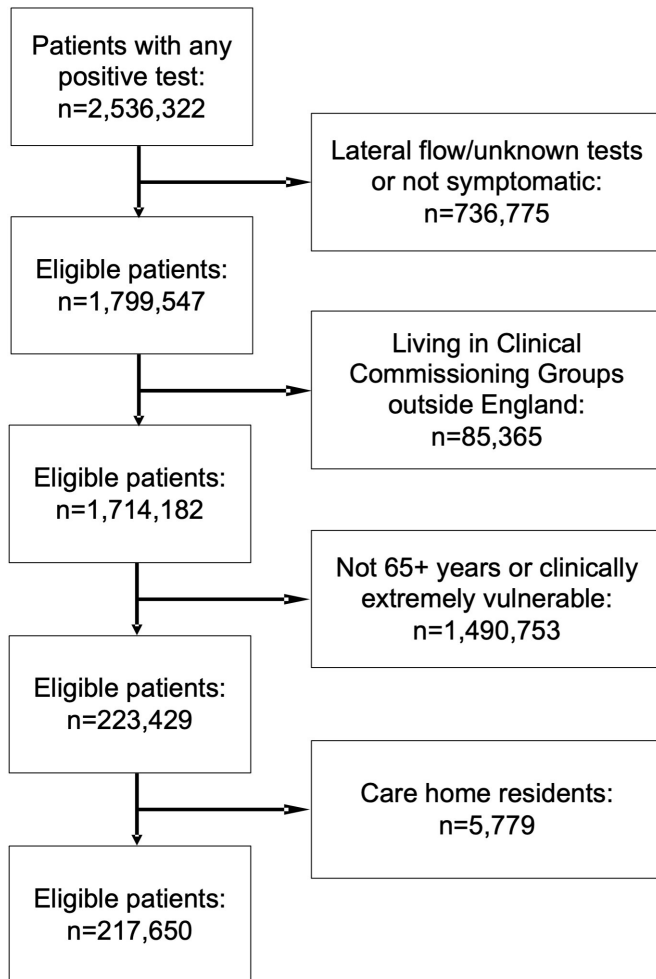 Patients with any
positive test:
n=2,536,322
Lateral flow/unknown tests
or not symptomatic:
n=736,775
Eligible patients:
n=1,799,547
Living in Clinical
Commissioning Groups
outside England:
n=85,365
Eligible patients:
n=1,714,182
Not 65+ years or clinically
extremely vulnerable:
n=1,490,753
Eligible patients:
n=223,429
Care home residents:
n=5,779
Eligible patients:
n=217,650